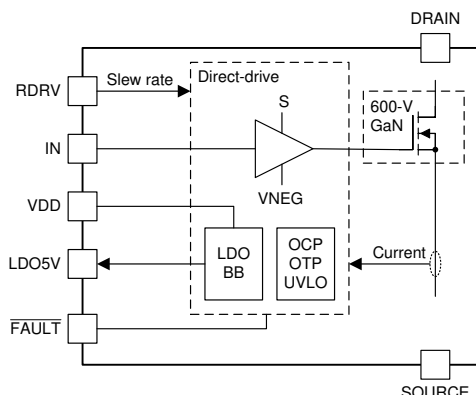 DRAIN
RDRV
Slew rate
Direct-drive
600-V
GaN
S
IN
VNEG
VDD
LDO
BB
OCP
OTP
UVLO
Current
LDO5V
FAULT
SOURCE